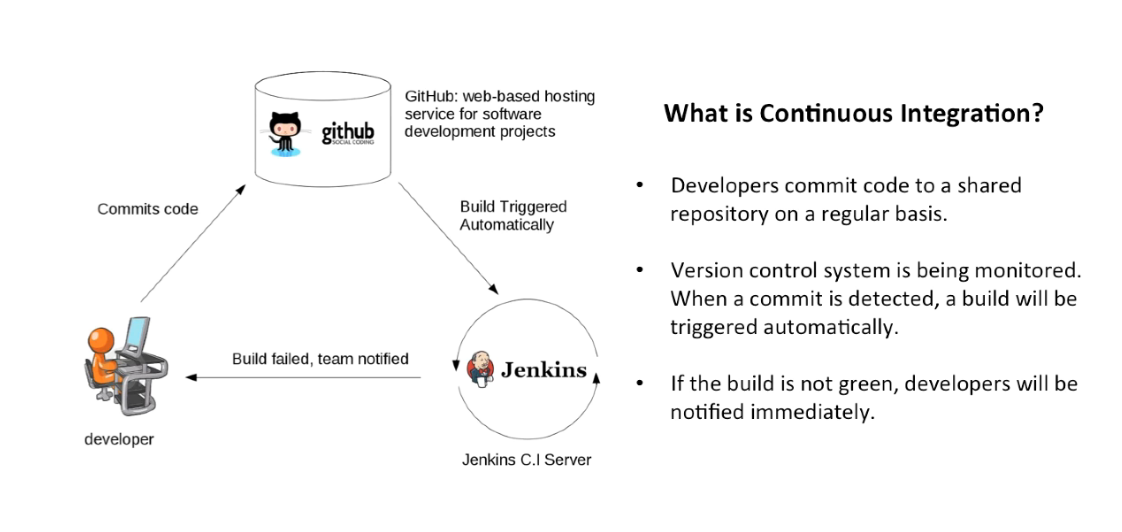 GitHub: web-based hosting
service for software
development projects
github
SOCIAL CODING
Commits code
Build Triggered
Automatically
Build failed, team notified
Jenkins
developer
Jenkins C.I Server
What is Continuous Integration?
• Developers commit code to a shared
repository on a regular basis.
• Version control system is being monitored.
When a commit is detected, a build will be
triggered automatically.
• If the build is not green, developers will be
notified immediately.